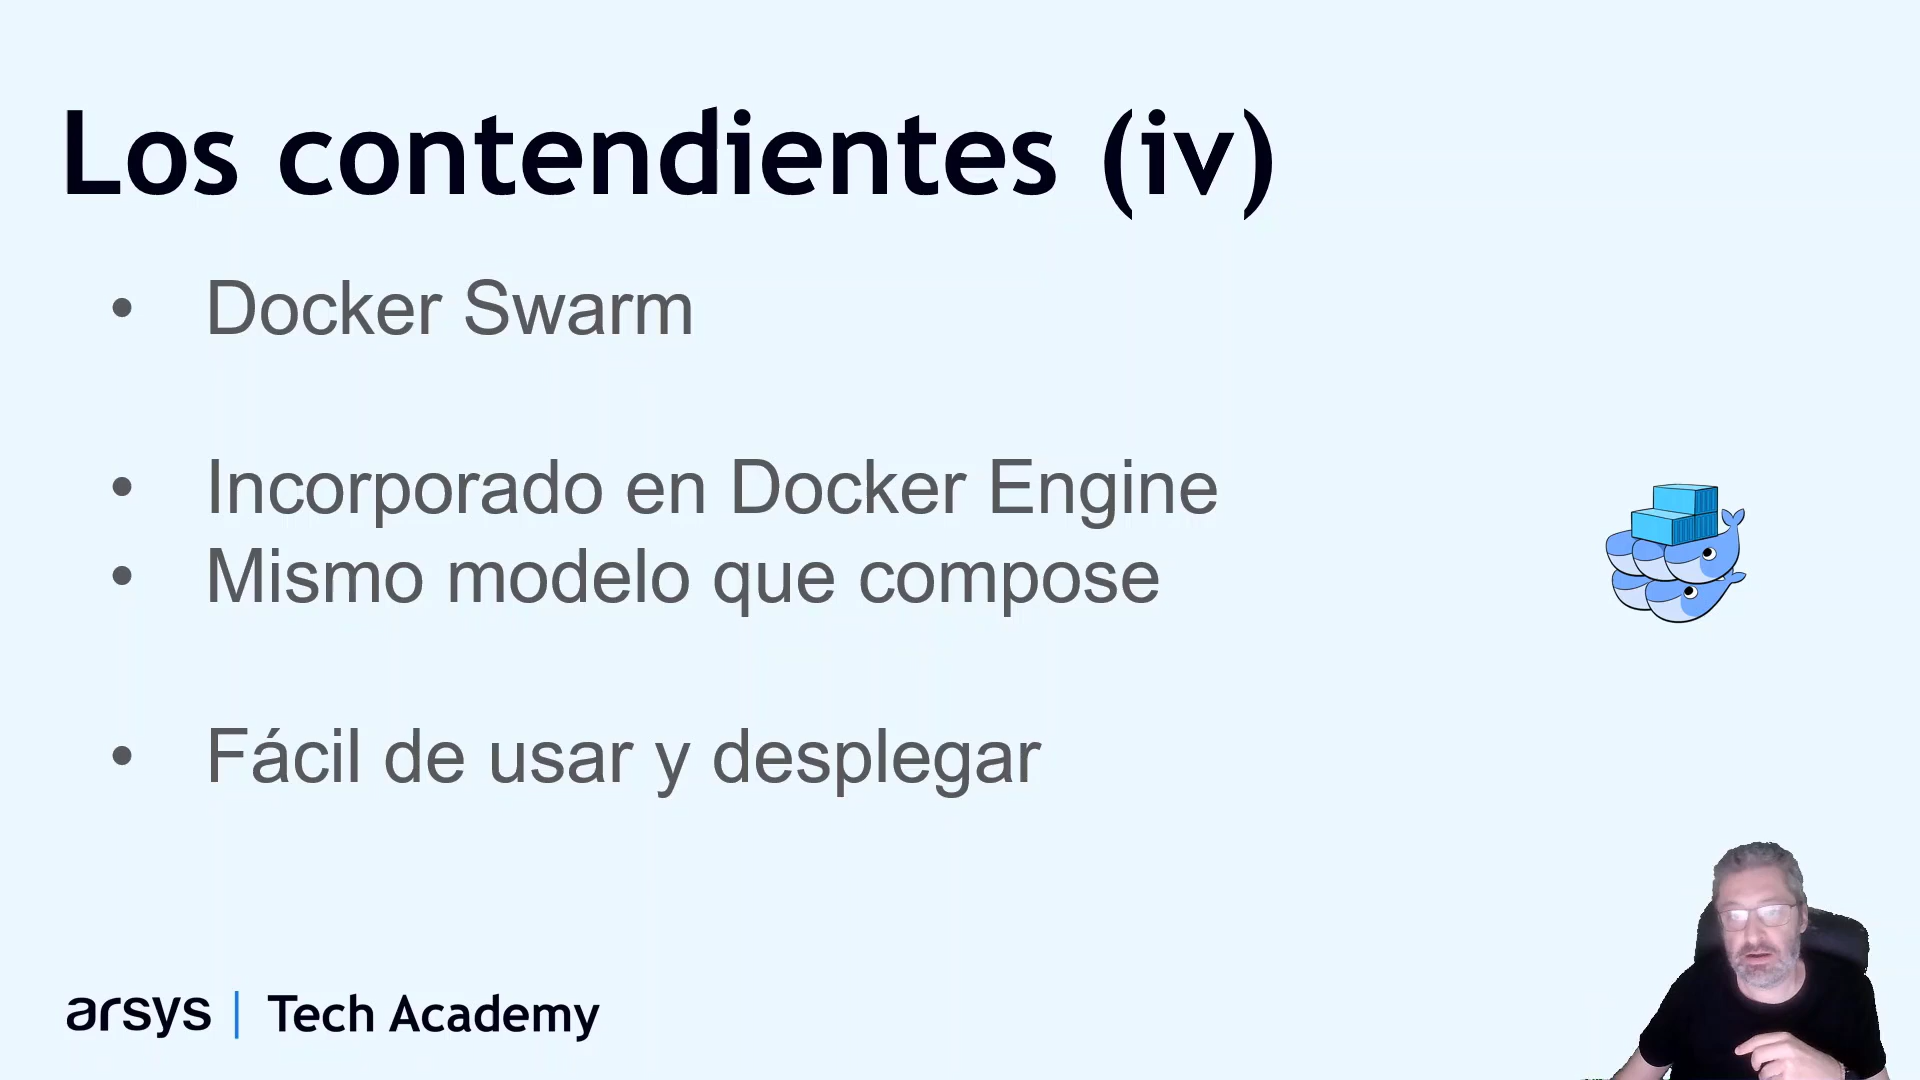 Los contendientes (iv)
• Docker Swarm
• Incorporado en Docker Engine
• Mismo modelo que compose
• Fácil de usar y desplegar
arsys | Tech Academy